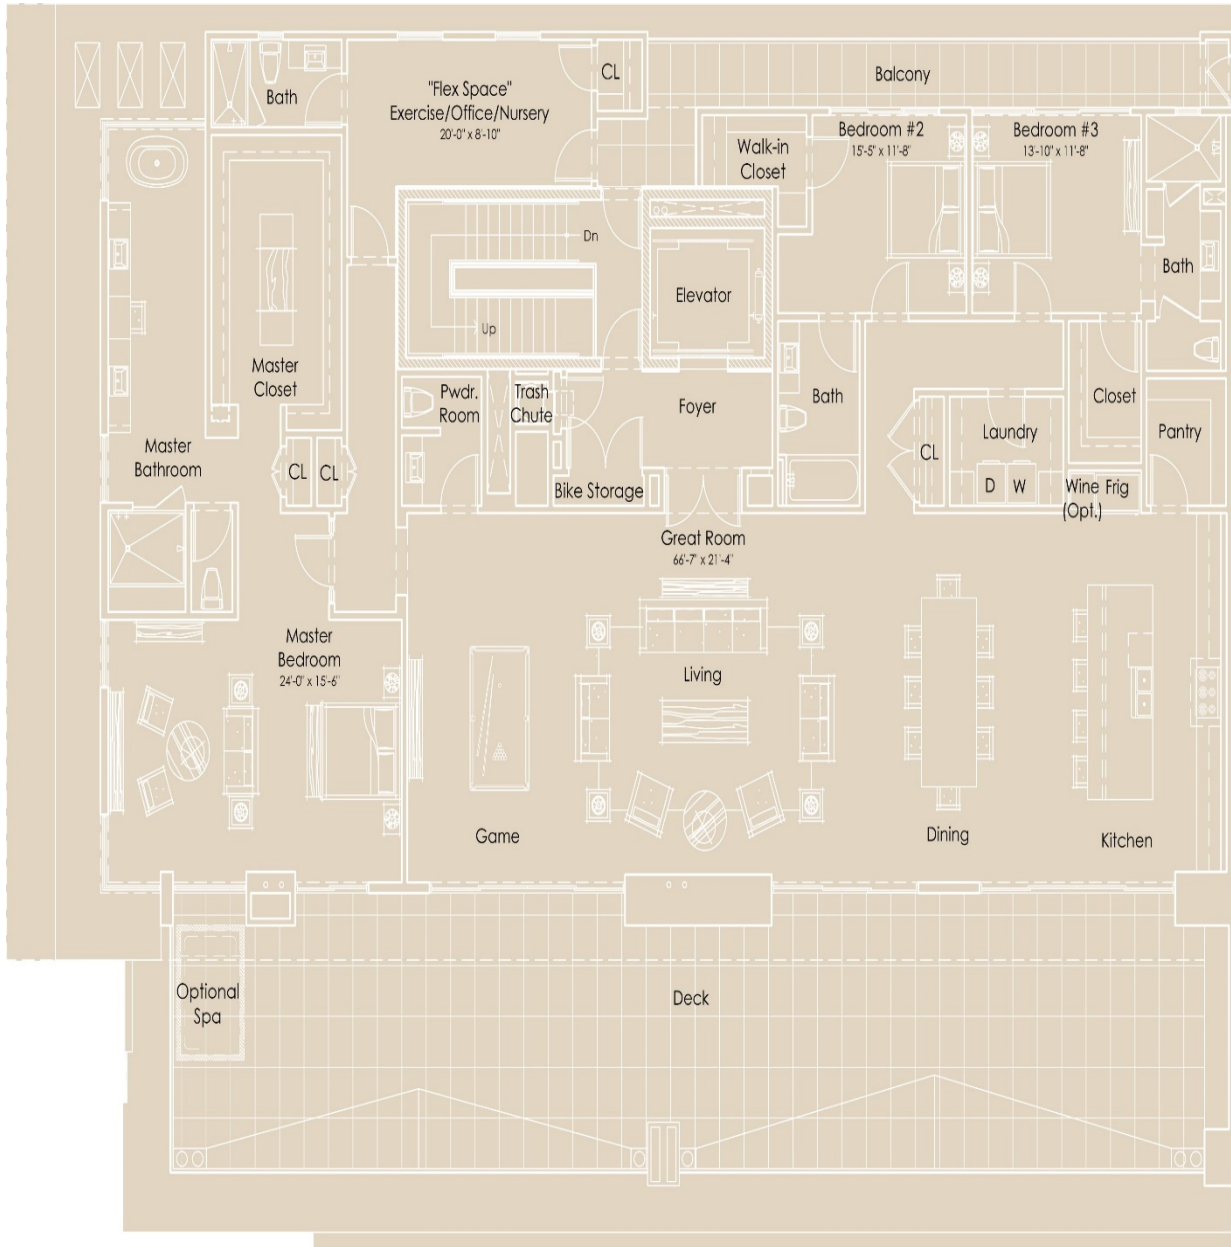 Balcony
CL
"Flex Space"
Exercise/Office/Nursery
20'-0" x 8'-10"
Bath
Bedroom #2
15'-5" x 11'-8"
Bedroom #3
13'-10" x 11'-8"
Walk-in
Closet
Dn
Up
Elevator
Bath
Master
Closet
Pwdr.
Room
Trash
Chute
Foyer
Bath
Closet
Laundry
Pantry
CL
D W
Master
Bathroom
CL CL
Bike Storage
Wine Frig
(Opt.)
Great Room
66'-7" x 21'-4"
Master
Bedroom
24'-0" x 15'-6"
Living
Game
Dining
Kitchen
Optional
Spa
Deck